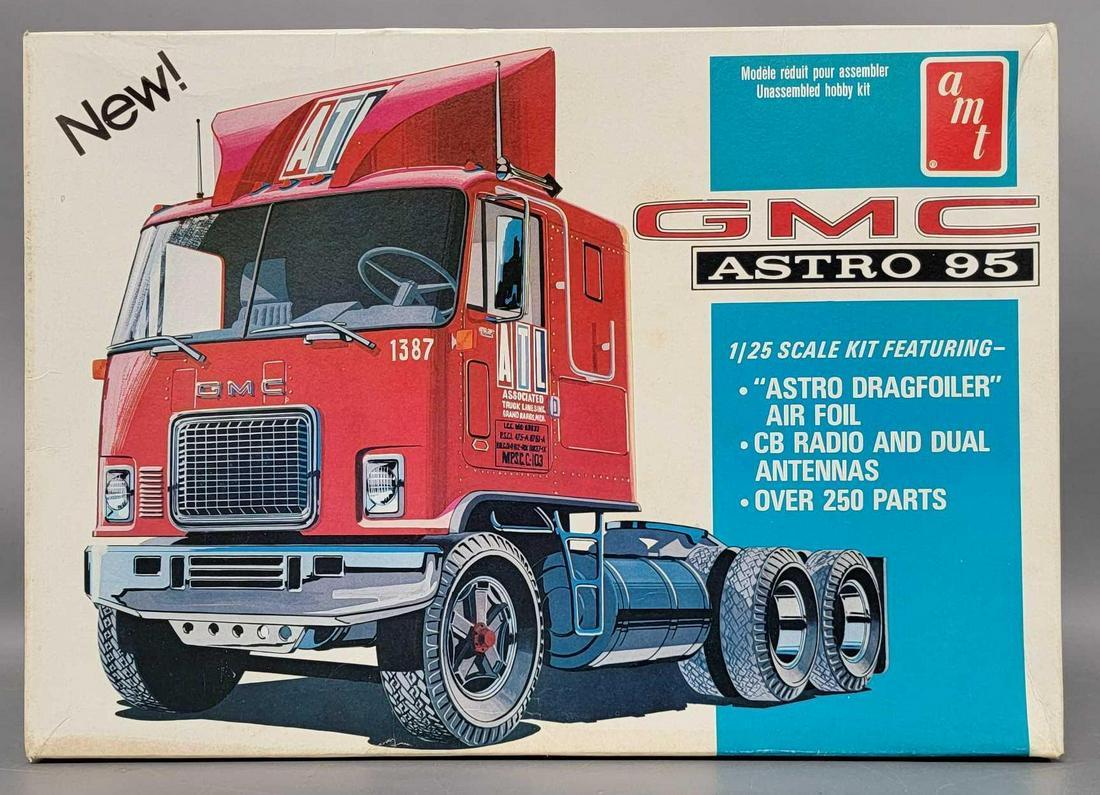 New!
ATL
Modèle réduit pour assembler
Unassembled hobby kit
amt
GMC
ASTRO 95
1/25 SCALE KIT FEATURING–
• "ASTRO DRAGFOILER"
AIR FOIL
• CB RADIO AND DUAL
ANTENNAS
• OVER 250 PARTS
1387
GMC
ATL
ASSOCIATED
TRUCK LINES INC.
GRAND RAPIDS, MICH.
M.P.S.C. C-103